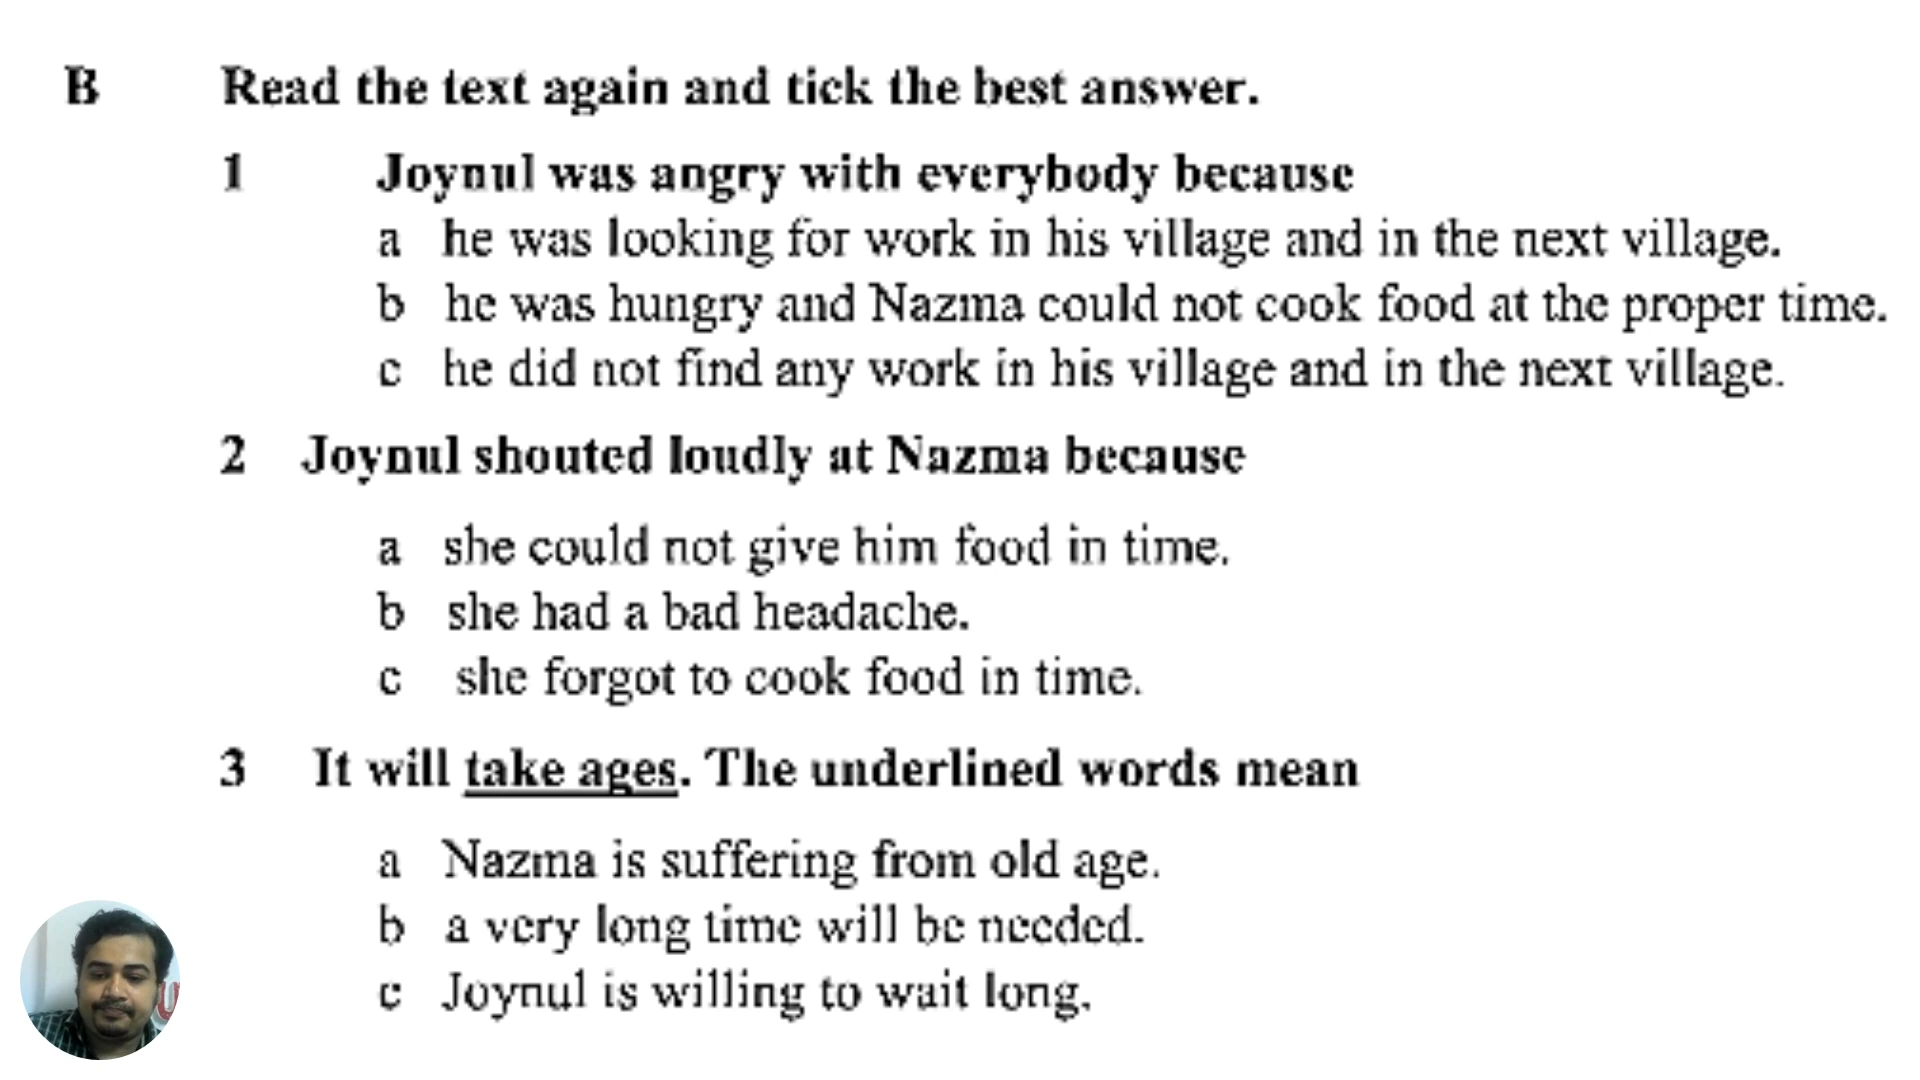 B Read the text again and tick the best answer.
1 Joynul was angry with everybody because
a he was looking for work in his village and in the next village.
b he was hungry and Nazma could not cook food at the proper time.
c he did not find any work in his village and in the next village.
2 Joynul shouted loudly at Nazma because
a she could not give him food in time.
b she had a bad headache.
c she forgot to cook food in time.
3 It will take ages. The underlined words mean
a Nazma is suffering from old age.
b a very long time will be needed.
c Joynul is willing to wait long.